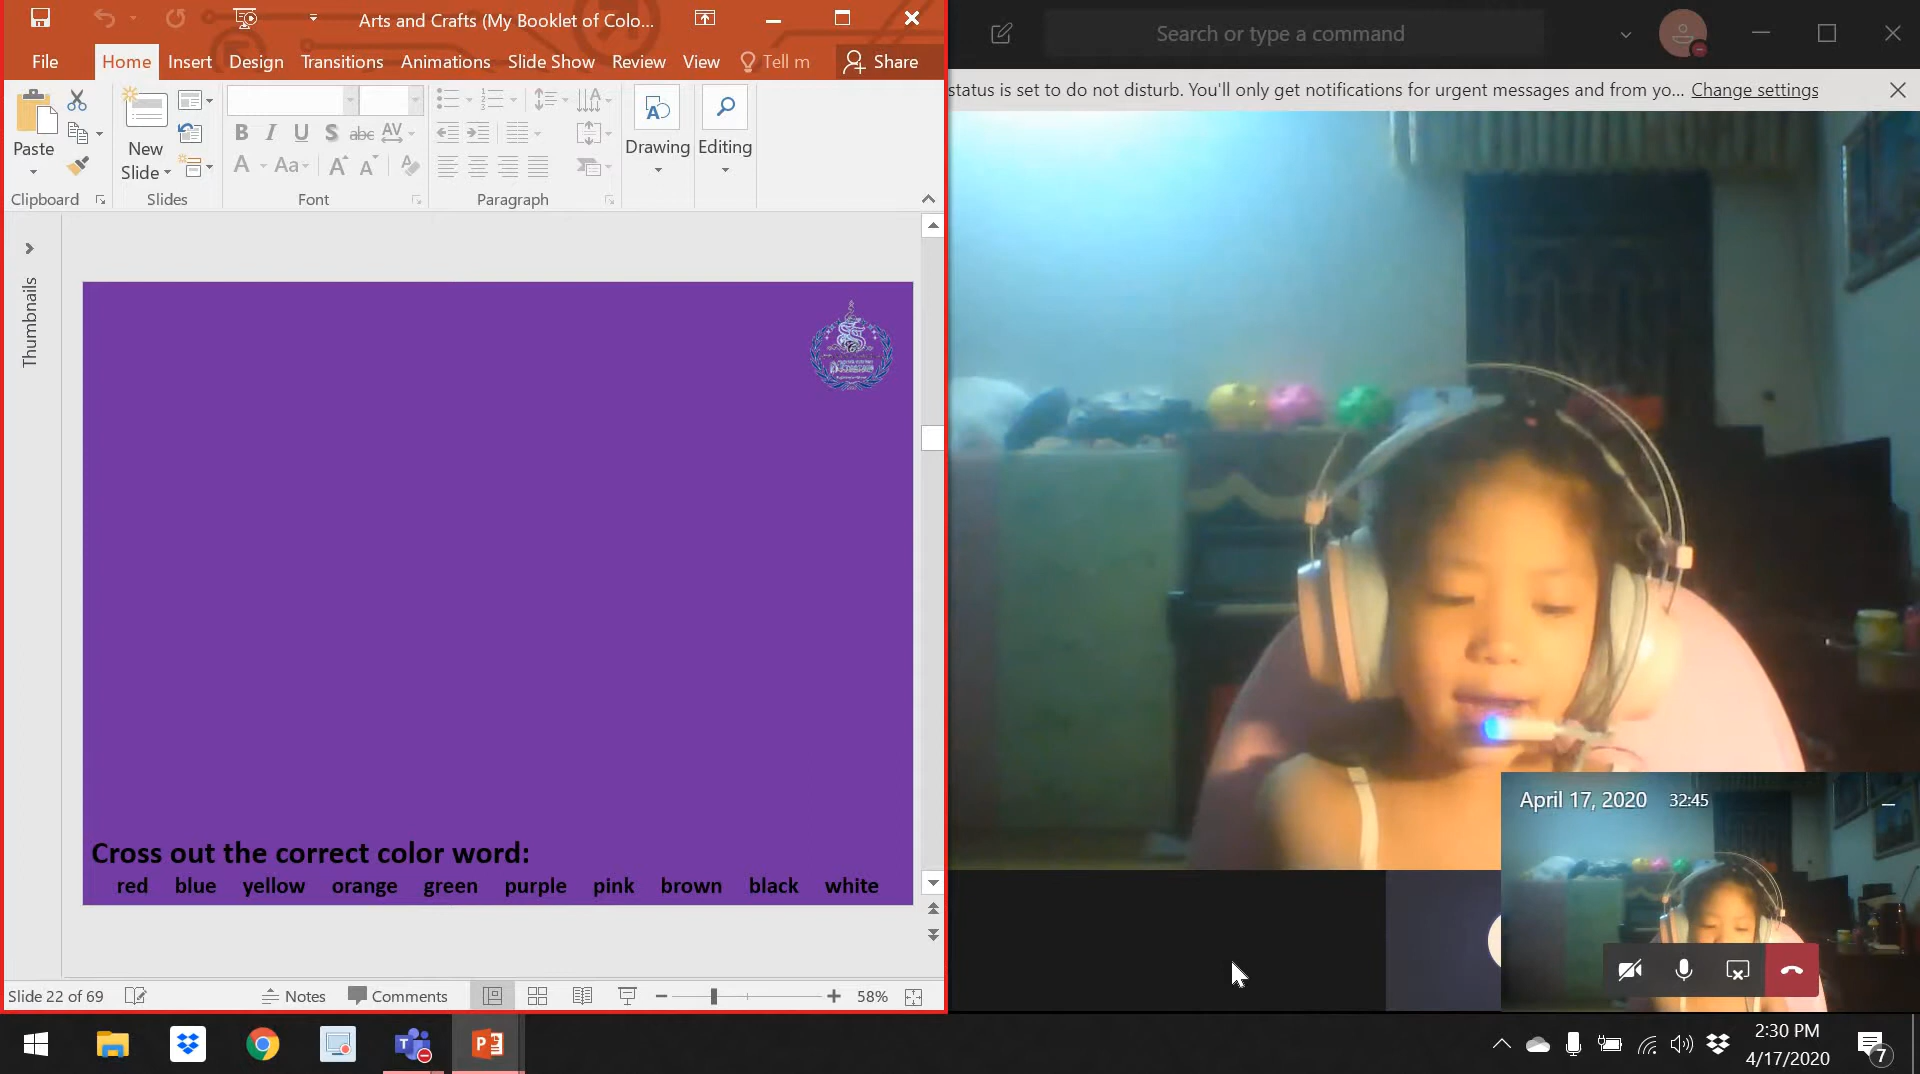 Arts and Crafts (My Booklet of Colo...
File Home Insert Design Transitions Animations Slide Show Review View Tell m Share
Paste
New Slide
Drawing
Editing
Clipboard Slides Font Paragraph
Thumbnails
Cross out the correct color word:
red blue yellow orange green purple pink brown black white
Slide 22 of 69 Notes Comments 58%
Search or type a command
status is set to do not disturb. You'll only get notifications for urgent messages and from yo... Change settings
April 17, 2020 32:45
2:30 PM
4/17/2020
7